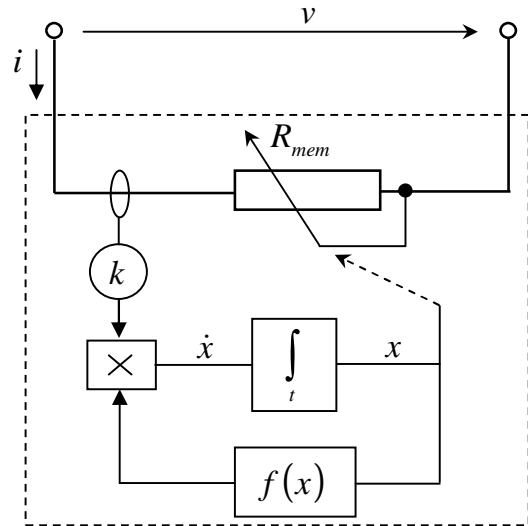 v
i
R_mem
k
× ẋ ∫ t x
f(x)